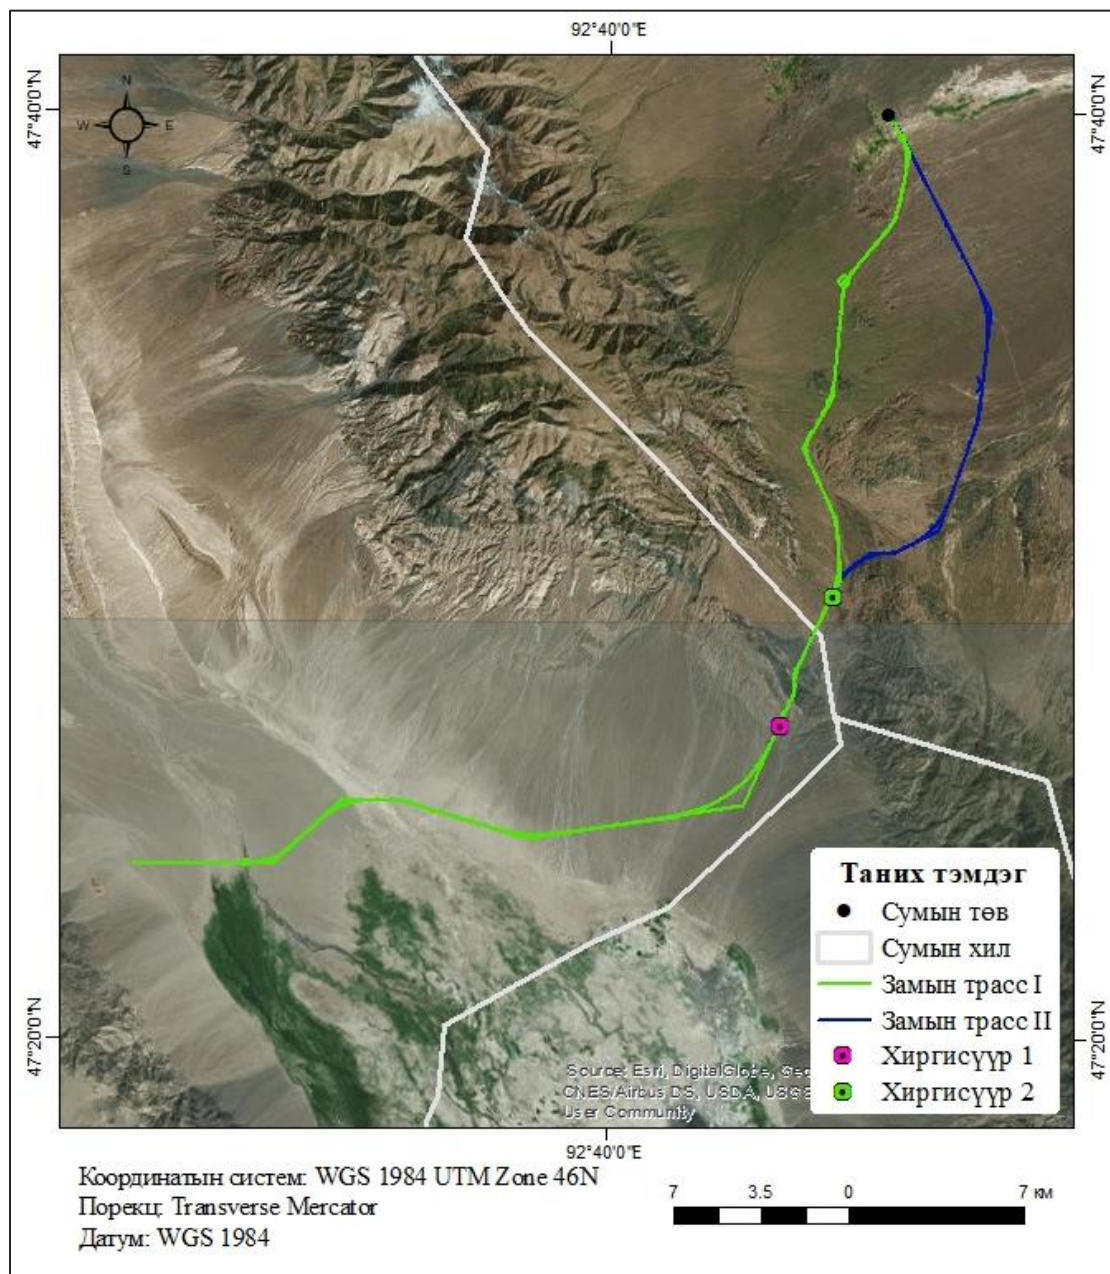 92°40'0"E
47°40'0"N
47°40'0"N
N
W E
S
Таних тэмдэг
Сумын төв
Сумын хил
Замын трасс I
Замын трасс II
Хиргисүүр 1
Хиргисүүр 2
47°20'0"N
47°20'0"N
Source: Esri, DigitalGlobe, Geo
CNES/Airbus DS, USDA, USGS
User Community
92°40'0"E
Координатын систем: WGS 1984 UTM Zone 46N
Порекц: Transverse Mercator
Датум: WGS 1984
7 3.5 0 7 км